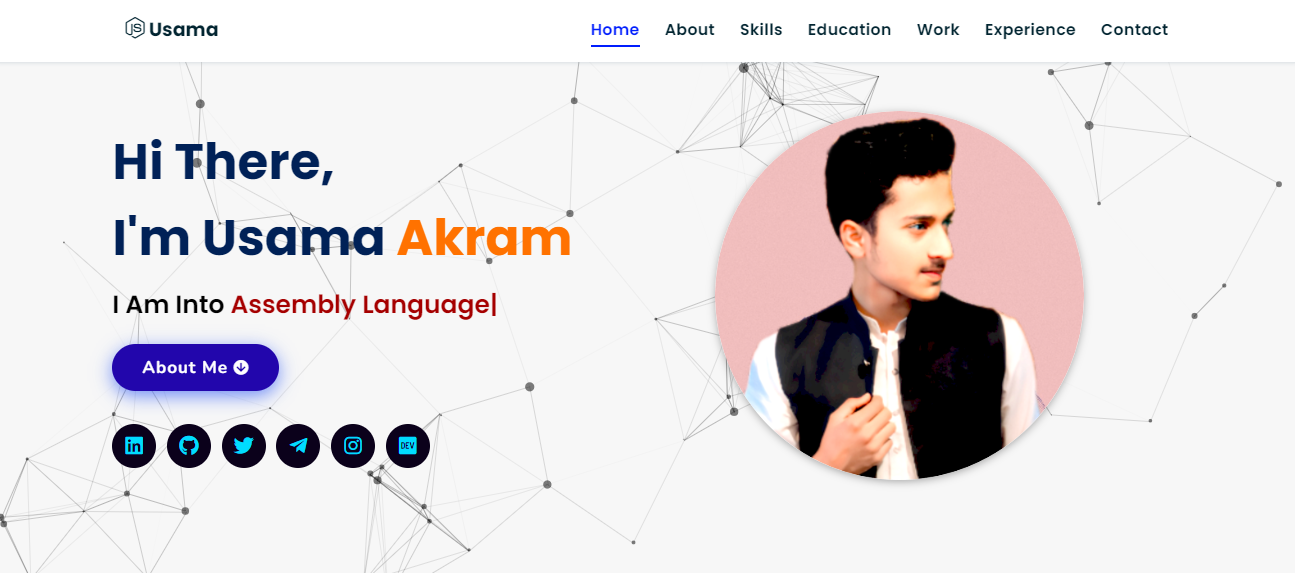 Usama
Home About Skills Education Work Experience Contact
Hi There,
I'm Usama Akram
I Am Into Assembly Language|
About Me
in
DEV